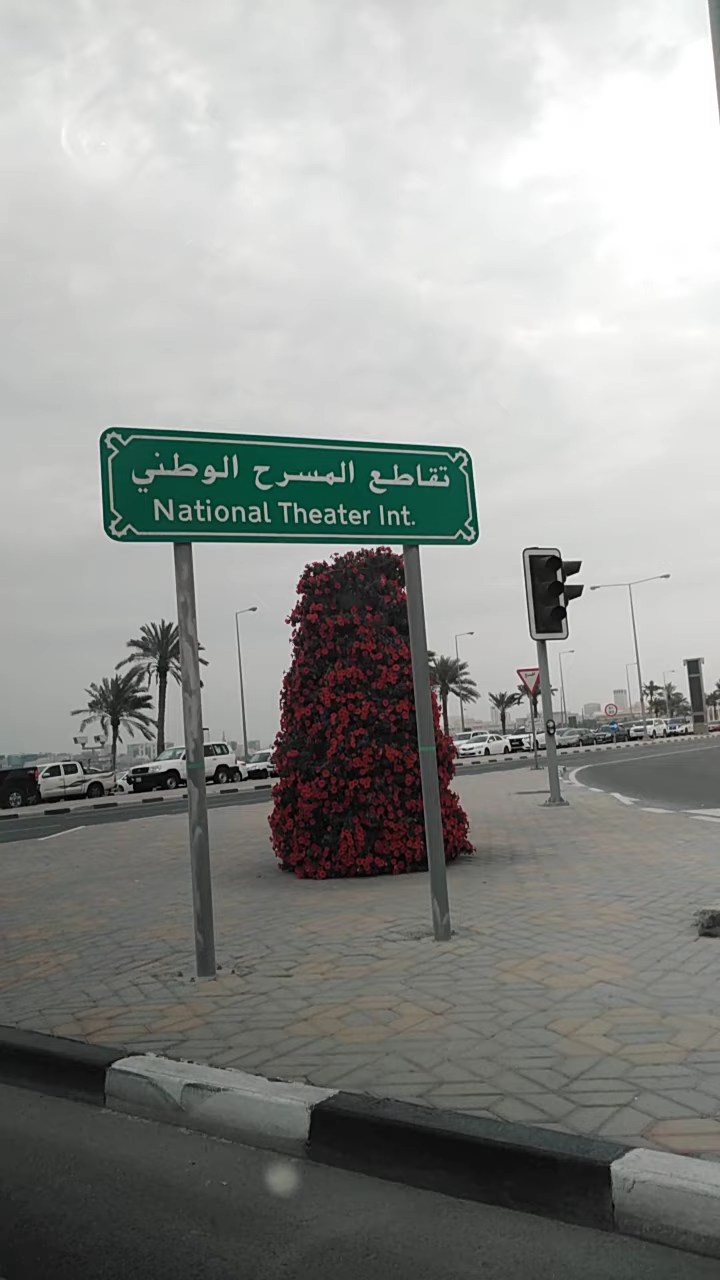 تقاطع المسرح الوطني
National Theater Int.